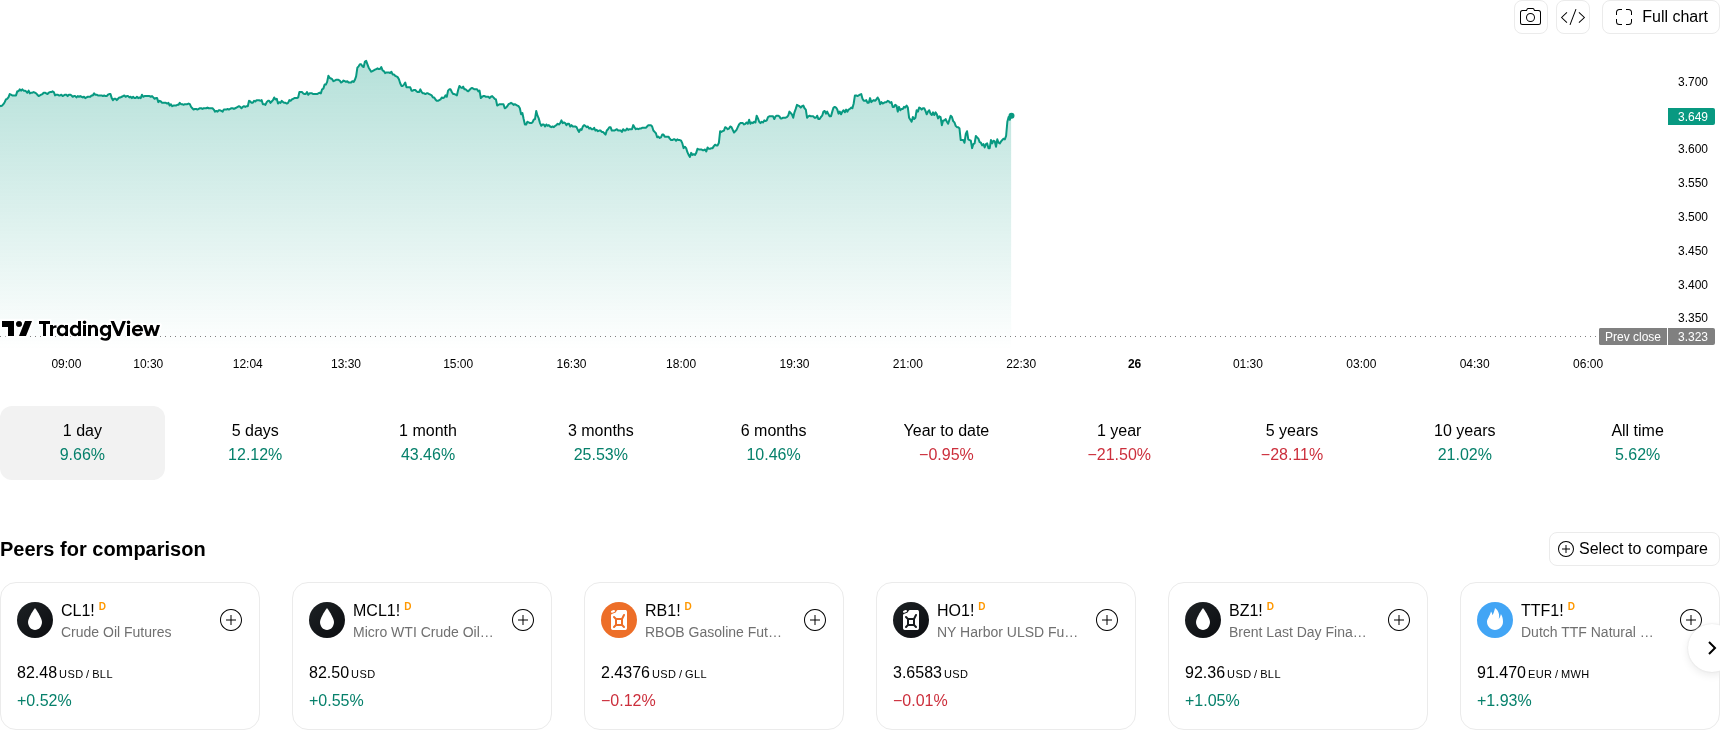 Full chart
3.700
3.649
3.600
3.550
3.500
3.450
3.400
3.350
TradingView
Prev close 3.323
09:00 10:30 12:04 13:30 15:00 16:30 18:00 19:30 21:00 22:30 26 01:30 03:00 04:30 06:00
1 day 5 days 1 month 3 months 6 months Year to date 1 year 5 years 10 years All time
9.66% 12.12% 43.46% 25.53% 10.46% −0.95% −21.50% −28.11% 21.02% 5.62%
Peers for comparison
Select to compare
CL1! D
Crude Oil Futures
82.48 USD / BLL
+0.52%
MCL1! D
Micro WTI Crude Oil…
82.50 USD
+0.55%
RB1! D
RBOB Gasoline Fut…
2.4376 USD / GLL
−0.12%
HO1! D
NY Harbor ULSD Fu…
3.6583 USD
−0.01%
BZ1! D
Brent Last Day Fina…
92.36 USD / BLL
+1.05%
TTF1! D
Dutch TTF Natural …
91.470 EUR / MWH
+1.93%